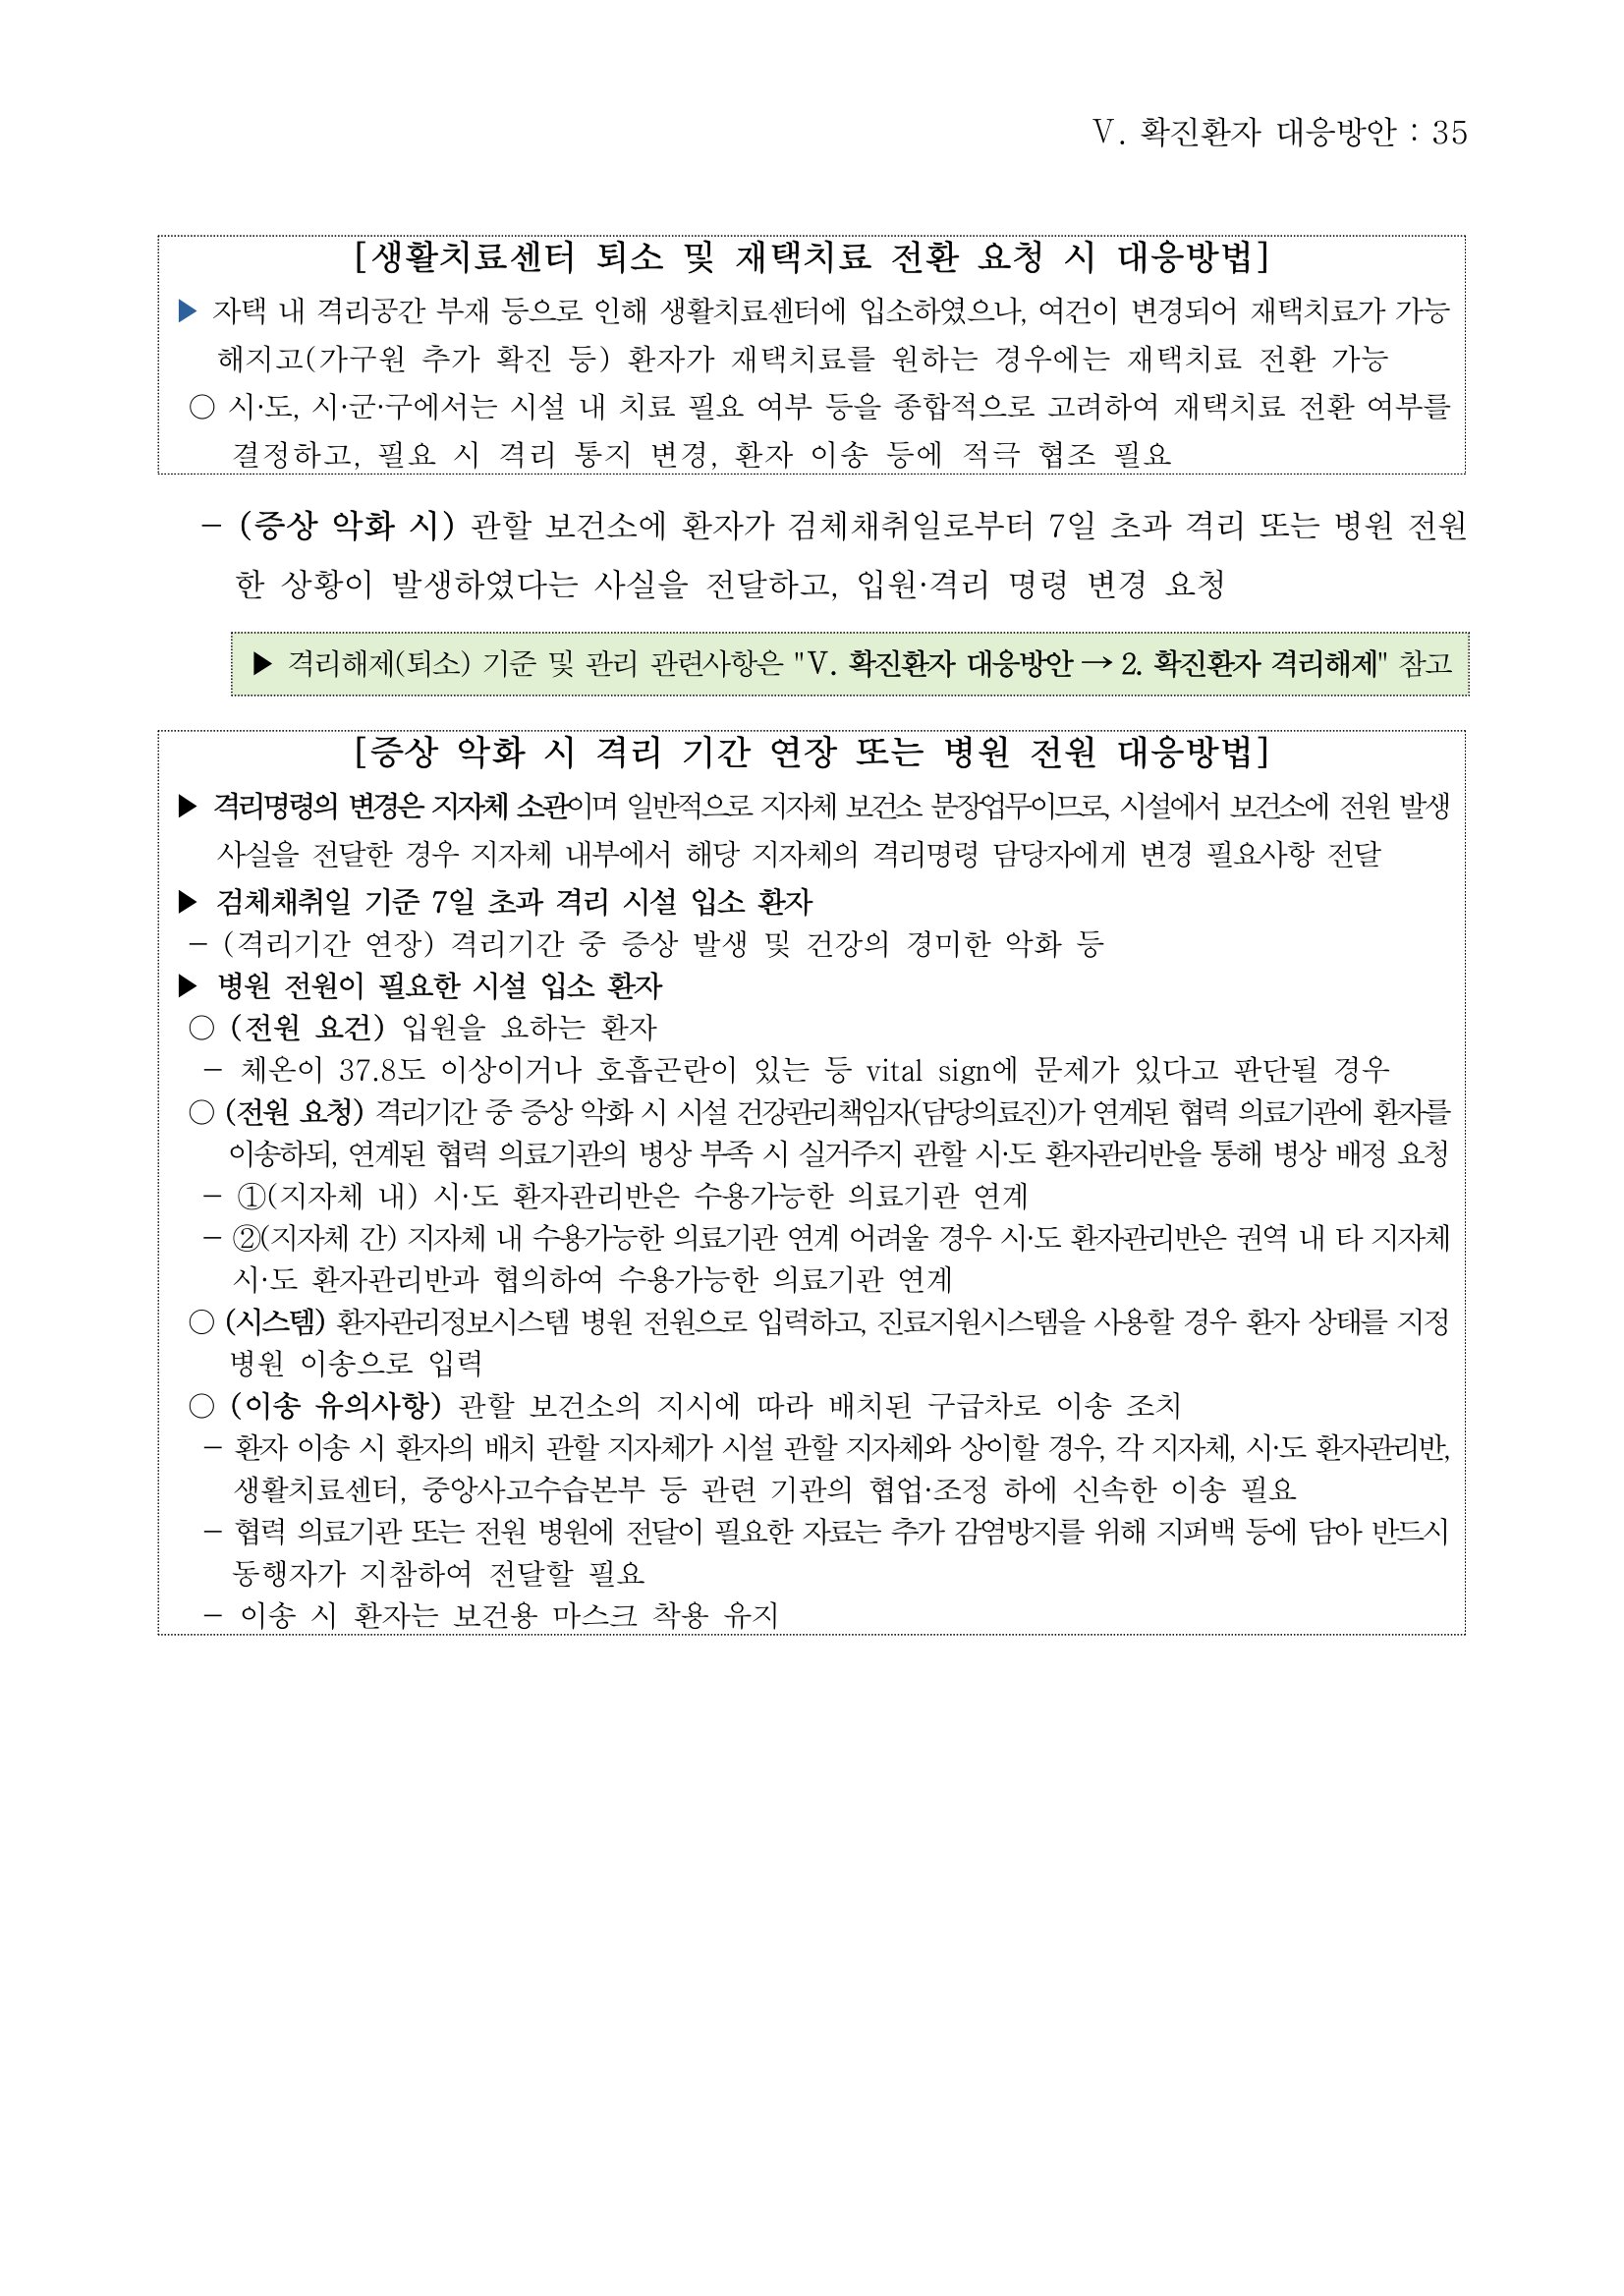 Ⅴ. 확진환자 대응방안 : 35
[생활치료센터 퇴소 및 재택치료 전환 요청 시 대응방법]
▶ 자택 내 격리공간 부재 등으로 인해 생활치료센터에 입소하였으나, 여건이 변경되어 재택치료가 가능
해지고(가구원 추가 확진 등) 환자가 재택치료를 원하는 경우에는 재택치료 전환 가능
○ 시·도, 시·군·구에서는 시설 내 치료 필요 여부 등을 종합적으로 고려하여 재택치료 전환 여부를
결정하고, 필요 시 격리 통지 변경, 환자 이송 등에 적극 협조 필요
− (증상 악화 시) 관할 보건소에 환자가 검체채취일로부터 7일 초과 격리 또는 병원 전원
한 상황이 발생하였다는 사실을 전달하고, 입원·격리 명령 변경 요청
▶ 격리해제(퇴소) 기준 및 관리 관련사항은 "Ⅴ. 확진환자 대응방안 → 2. 확진환자 격리해제" 참고
[증상 악화 시 격리 기간 연장 또는 병원 전원 대응방법]
▶ 격리명령의 변경은 지자체 소관이며 일반적으로 지자체 보건소 분장업무이므로, 시설에서 보건소에 전원 발생
사실을 전달한 경우 지자체 내부에서 해당 지자체의 격리명령 담당자에게 변경 필요사항 전달
▶ 검체채취일 기준 7일 초과 격리 시설 입소 환자
− (격리기간 연장) 격리기간 중 증상 발생 및 건강의 경미한 악화 등
▶ 병원 전원이 필요한 시설 입소 환자
○ (전원 요건) 입원을 요하는 환자
− 체온이 37.8도 이상이거나 호흡곤란이 있는 등 vital sign에 문제가 있다고 판단될 경우
○ (전원 요청) 격리기간 중 증상 악화 시 시설 건강관리책임자(담당의료진)가 연계된 협력 의료기관에 환자를
이송하되, 연계된 협력 의료기관의 병상 부족 시 실거주지 관할 시·도 환자관리반을 통해 병상 배정 요청
− ①(지자체 내) 시·도 환자관리반은 수용가능한 의료기관 연계
− ②(지자체 간) 지자체 내 수용가능한 의료기관 연계 어려울 경우 시·도 환자관리반은 권역 내 타 지자체
시·도 환자관리반과 협의하여 수용가능한 의료기관 연계
○ (시스템) 환자관리정보시스템 병원 전원으로 입력하고, 진료지원시스템을 사용할 경우 환자 상태를 지정
병원 이송으로 입력
○ (이송 유의사항) 관할 보건소의 지시에 따라 배치된 구급차로 이송 조치
− 환자 이송 시 환자의 배치 관할 지자체가 시설 관할 지자체와 상이할 경우, 각 지자체, 시·도 환자관리반,
생활치료센터, 중앙사고수습본부 등 관련 기관의 협업·조정 하에 신속한 이송 필요
− 협력 의료기관 또는 전원 병원에 전달이 필요한 자료는 추가 감염방지를 위해 지퍼백 등에 담아 반드시
동행자가 지참하여 전달할 필요
− 이송 시 환자는 보건용 마스크 착용 유지